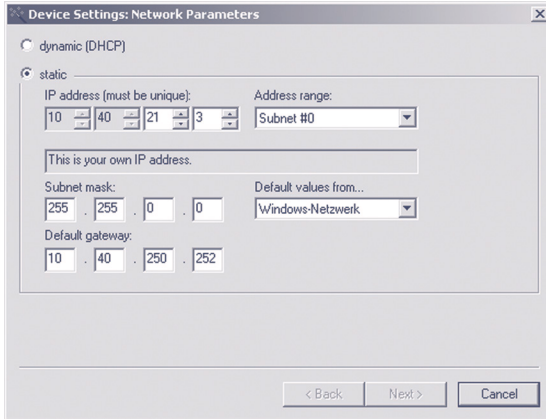 Device Settings: Network Parameters
dynamic (DHCP)
static
IP address (must be unique): Address range:
10 40 21 3 Subnet #0
This is your own IP address.
Subnet mask: Default values from...
255 . 255 . 0 . 0 Windows-Netzwerk
Default gateway:
10 . 40 . 250 . 252
< Back Next > Cancel